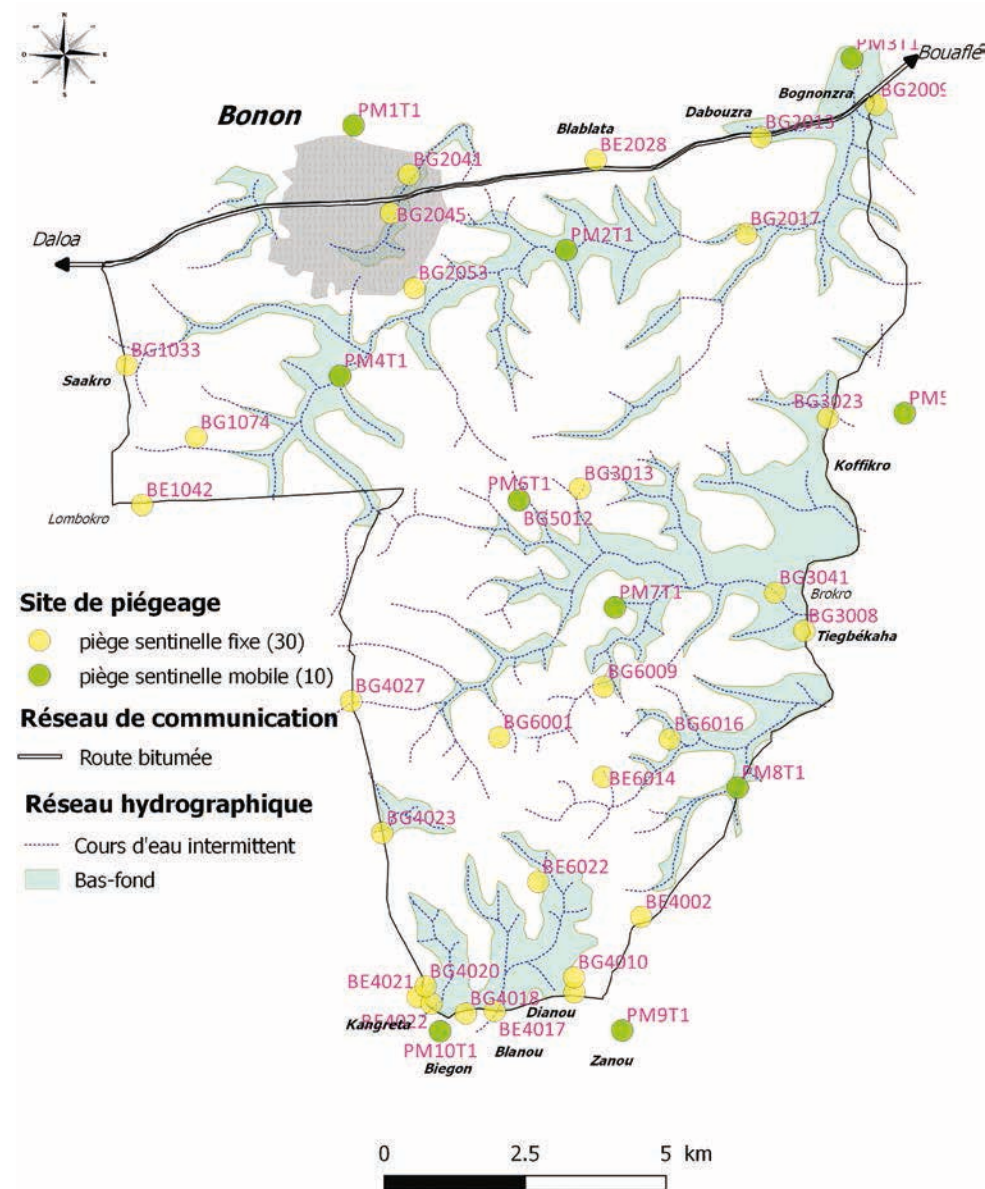 N
O
E
S
PM3T1
Bouaflé
Bognonzra
BG2009
Bonon
PM1T1
Dabouzra
BG2013
Blablata
BE2028
BG2041
BG2045
BG2017
PM2T1
Daloa
BG2053
BG1033
Saakro
PM4T1
BG1074
BG3023
PM5
Koffikro
BE1042
Lombokro
PM6T1
BG3013
BG5012
BG3041
Brokro
PM7T1
BG3008
Tiegbékaha
Site de piégeage
piège sentinelle fixe (30)
piège sentinelle mobile (10)
Réseau de communication
Route bitumée
Réseau hydrographique
Cours d'eau intermittent
Bas-fond
BG4027
BG6009
BG6001
BG6016
BE6014
PM8T1
BG4023
BE6022
BE4002
BG4020
BG4010
BE4021
BG4018
Dianou
BE4022
Kangreta
BE4017
PM9T1
PM10T1
Blanou
Zanou
Biegon
0 2.5 5 km